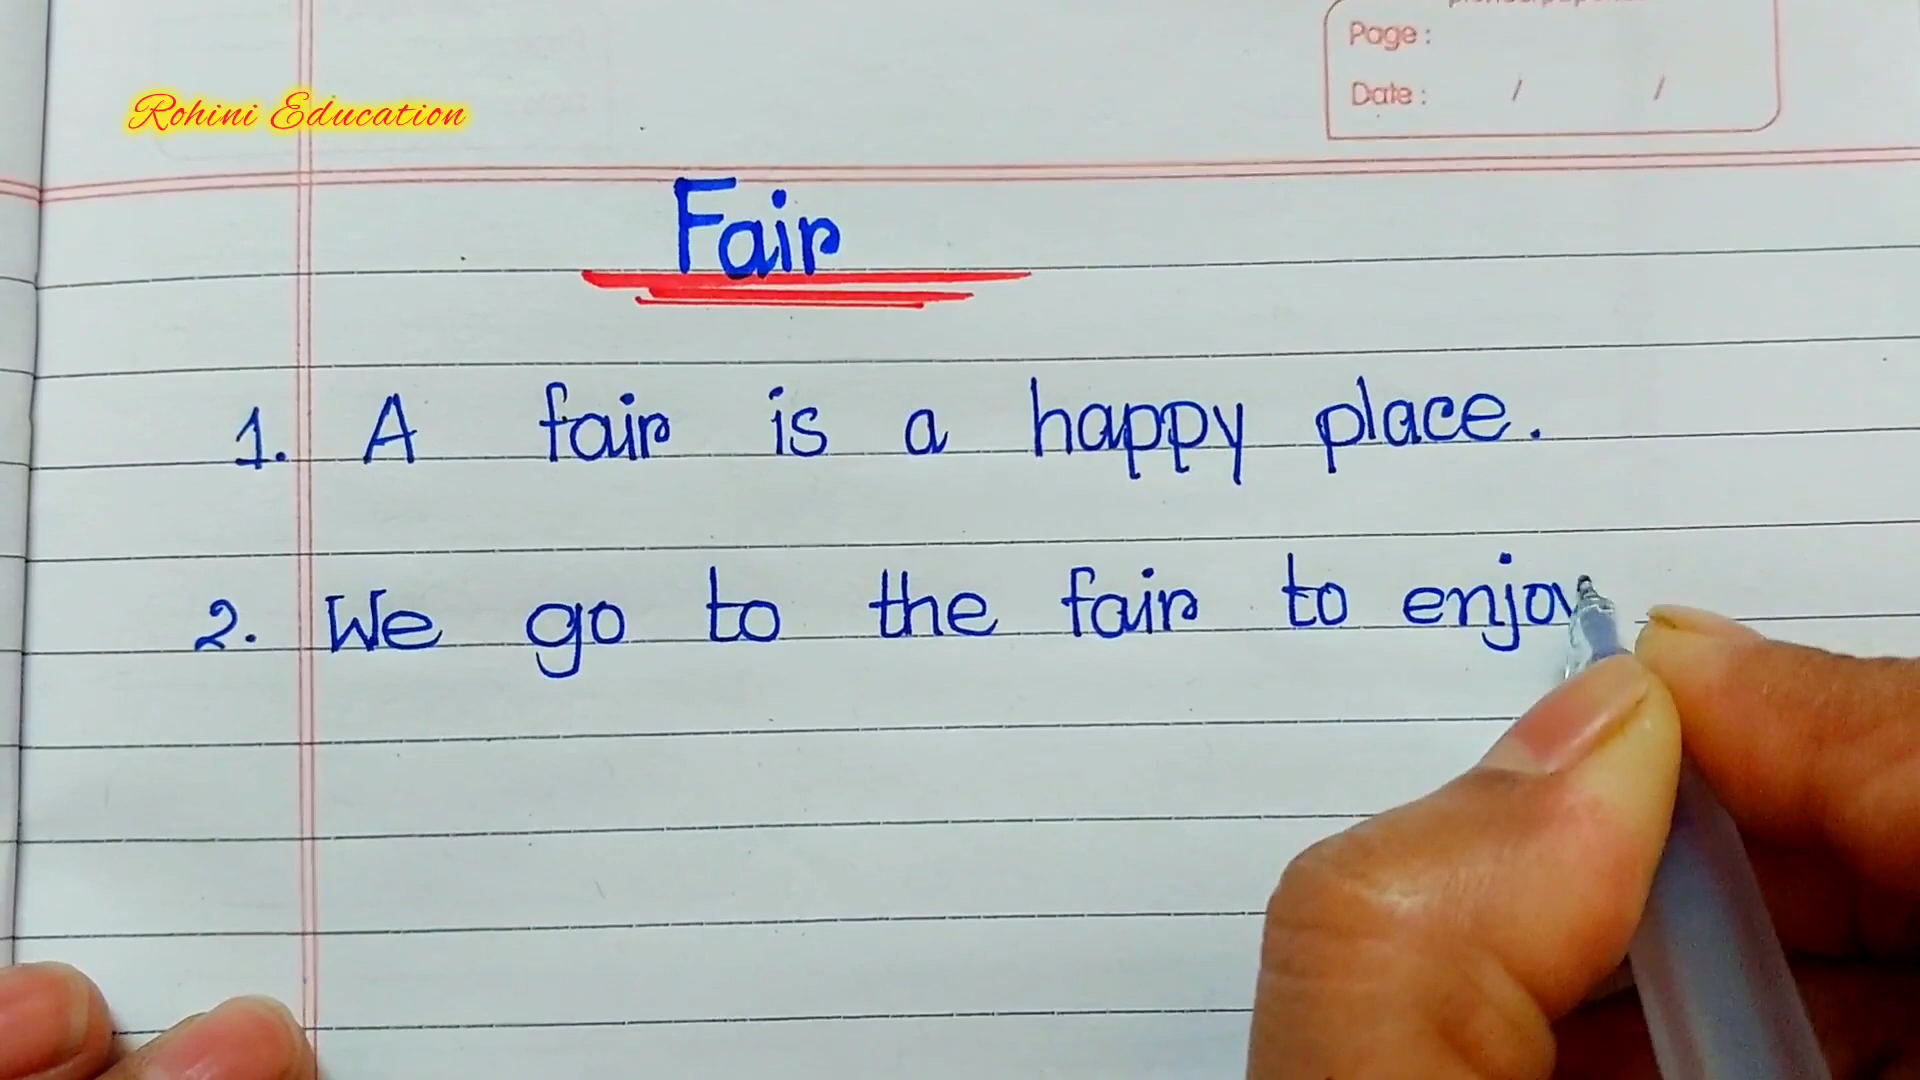 Page :
Date : / /
Rohini Education
Fair
1. A fair is a happy place.
2. We go to the fair to enjoy